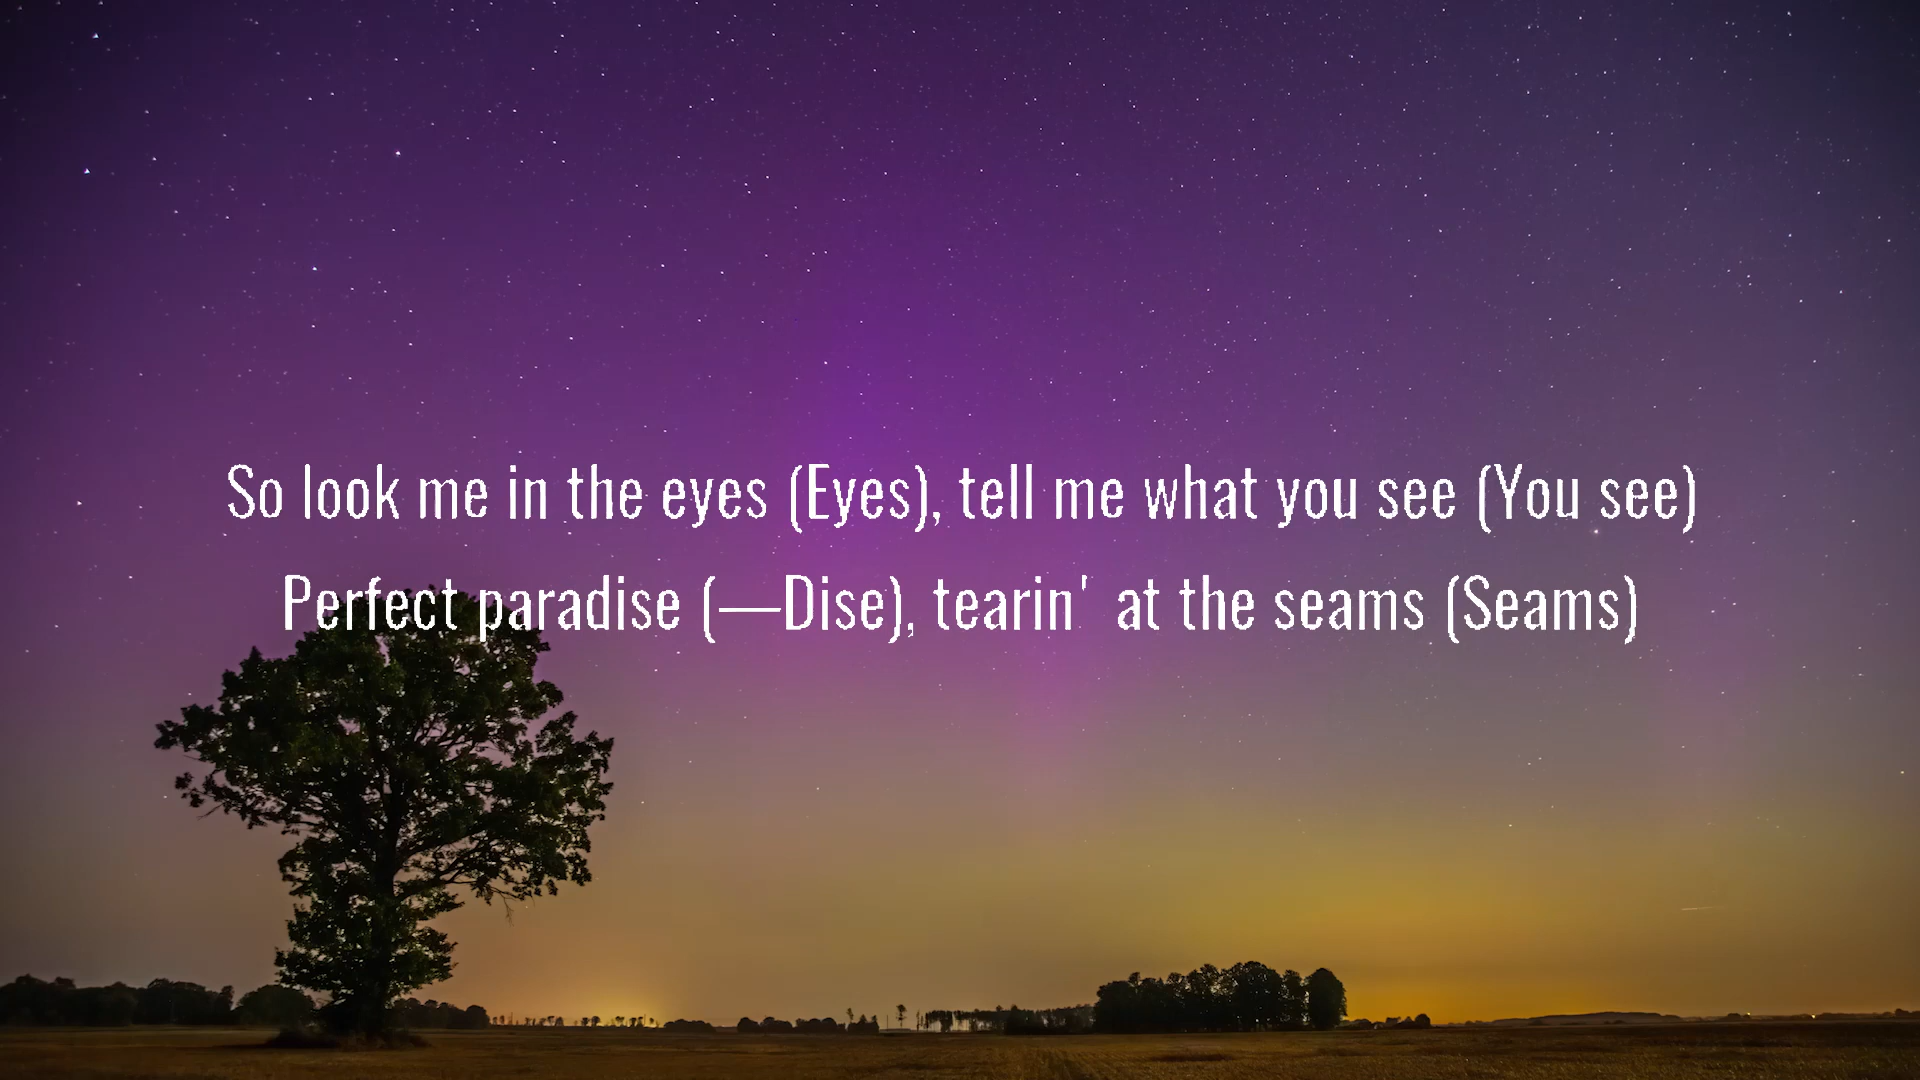 So look me in the eyes (Eyes), tell me what you see (You see)
Perfect paradise (—Dise), tearin' at the seams (Seams)